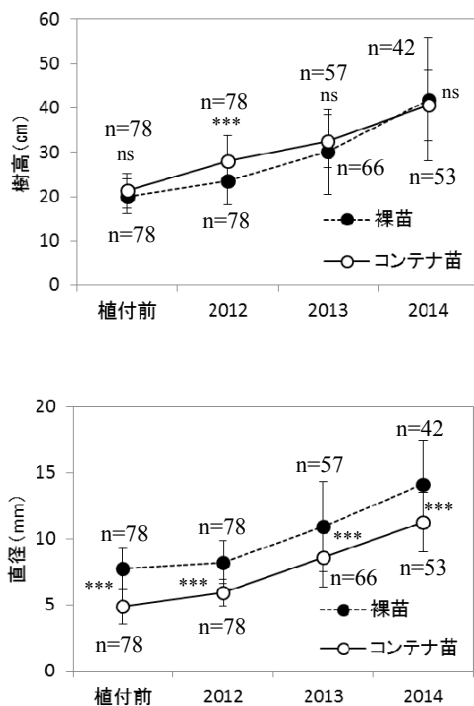 60
50
40
30
20
10
0
樹高(cm)
n=78
ns
n=78
n=78
***
n=78
n=57
ns
n=66
n=42
ns
n=53
裸苗
コンテナ苗
植付前
2012
2013
2014
20
15
10
5
0
直径(mm)
n=78
***
n=78
n=78
***
n=78
n=57
***
n=66
n=42
***
n=53
裸苗
コンテナ苗
植付前
2012
2013
2014